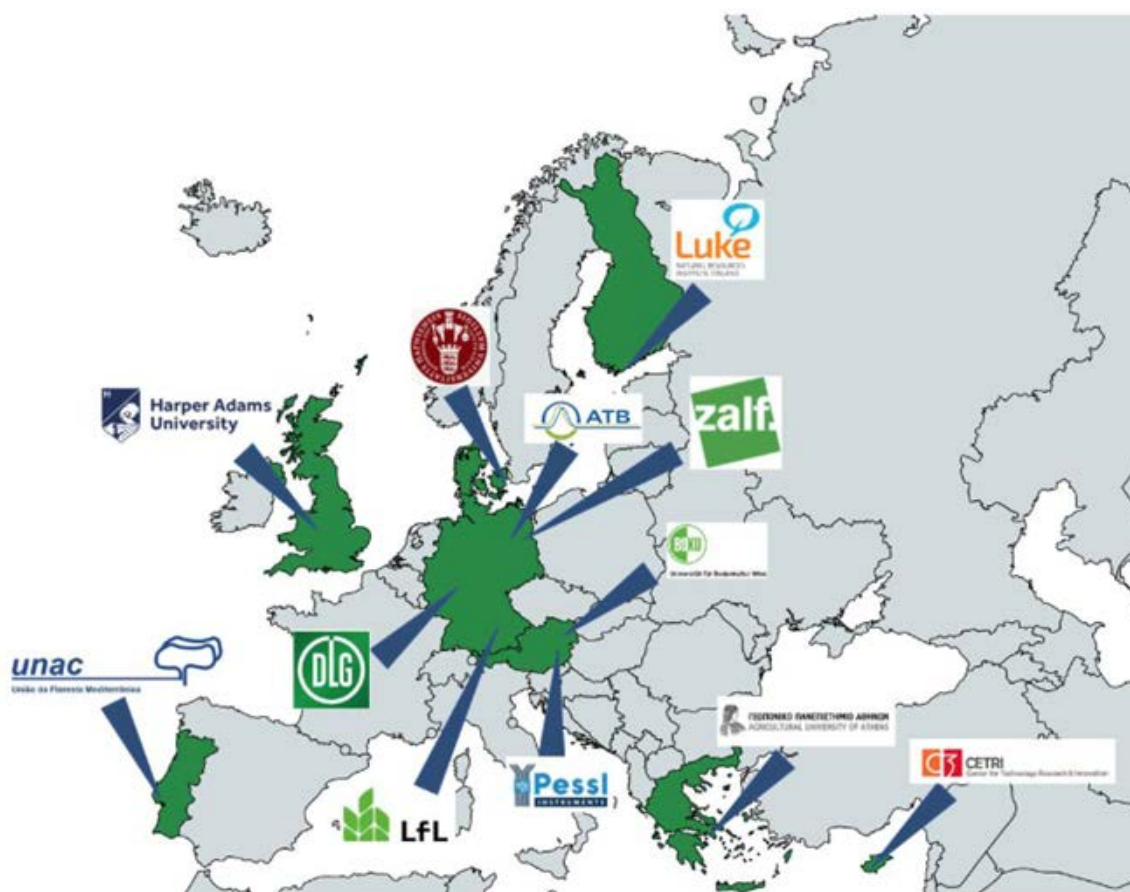 Luke
NATURAL RESOURCES
INSTITUTE FINLAND
H
Harper Adams
University
ATB
zalf.
BOKU
Universität für Bodenkultur Wien
DLG
unac
União da Floresta Mediterrânica
ΓΕΩΠΟΝΙΚΟ ΠΑΝΕΠΙΣΤΗΜΙΟ ΑΘΗΝΩΝ
AGRICULTURAL UNIVERSITY OF ATHENS
CETRI
Center for Technology Research & Innovation
Pessl
INSTRUMENTS
LfL